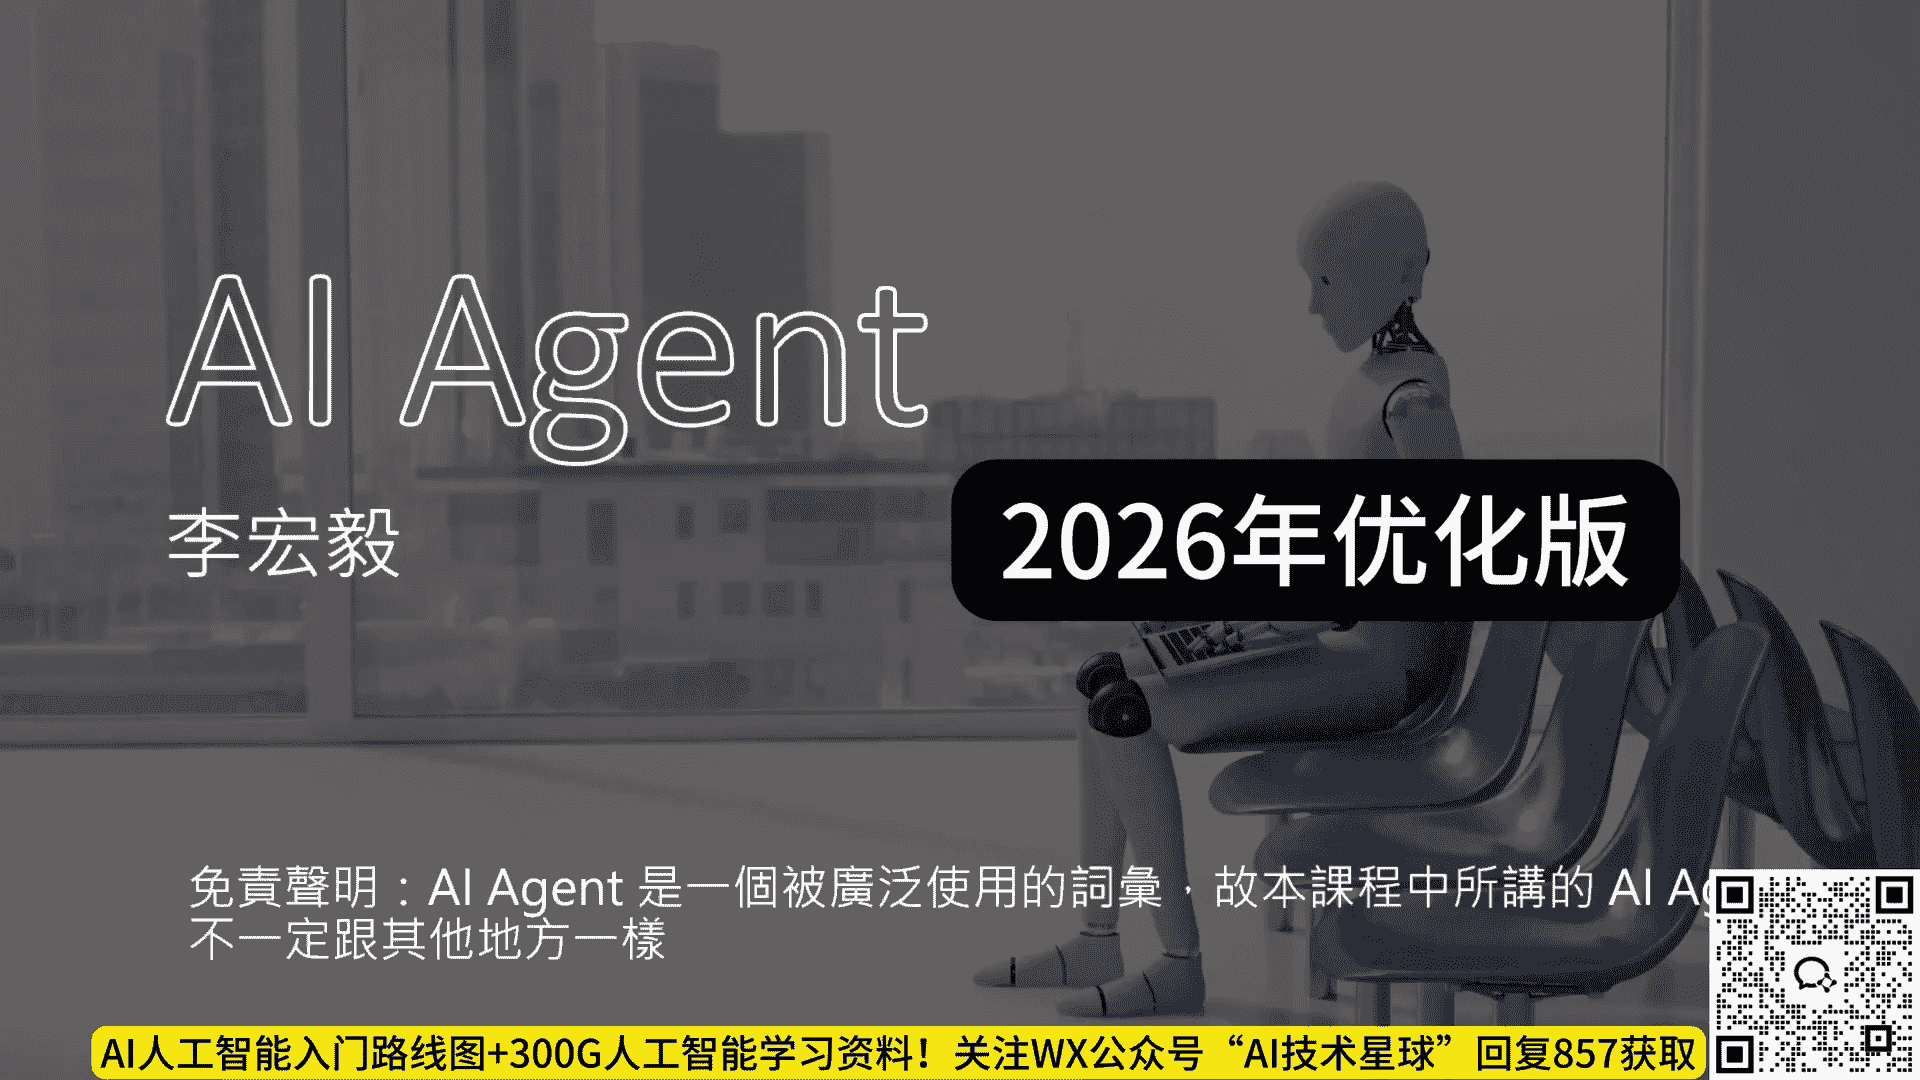 AI Agent
李宏毅
2026年优化版
免責聲明：AI Agent 是一個被廣泛使用的詞彙，故本課程中所講的 AI
不一定跟其他地方一樣
AI人工智能入门路线图+300G人工智能学习资料！关注WX公众号“AI技术星球”回复857获取